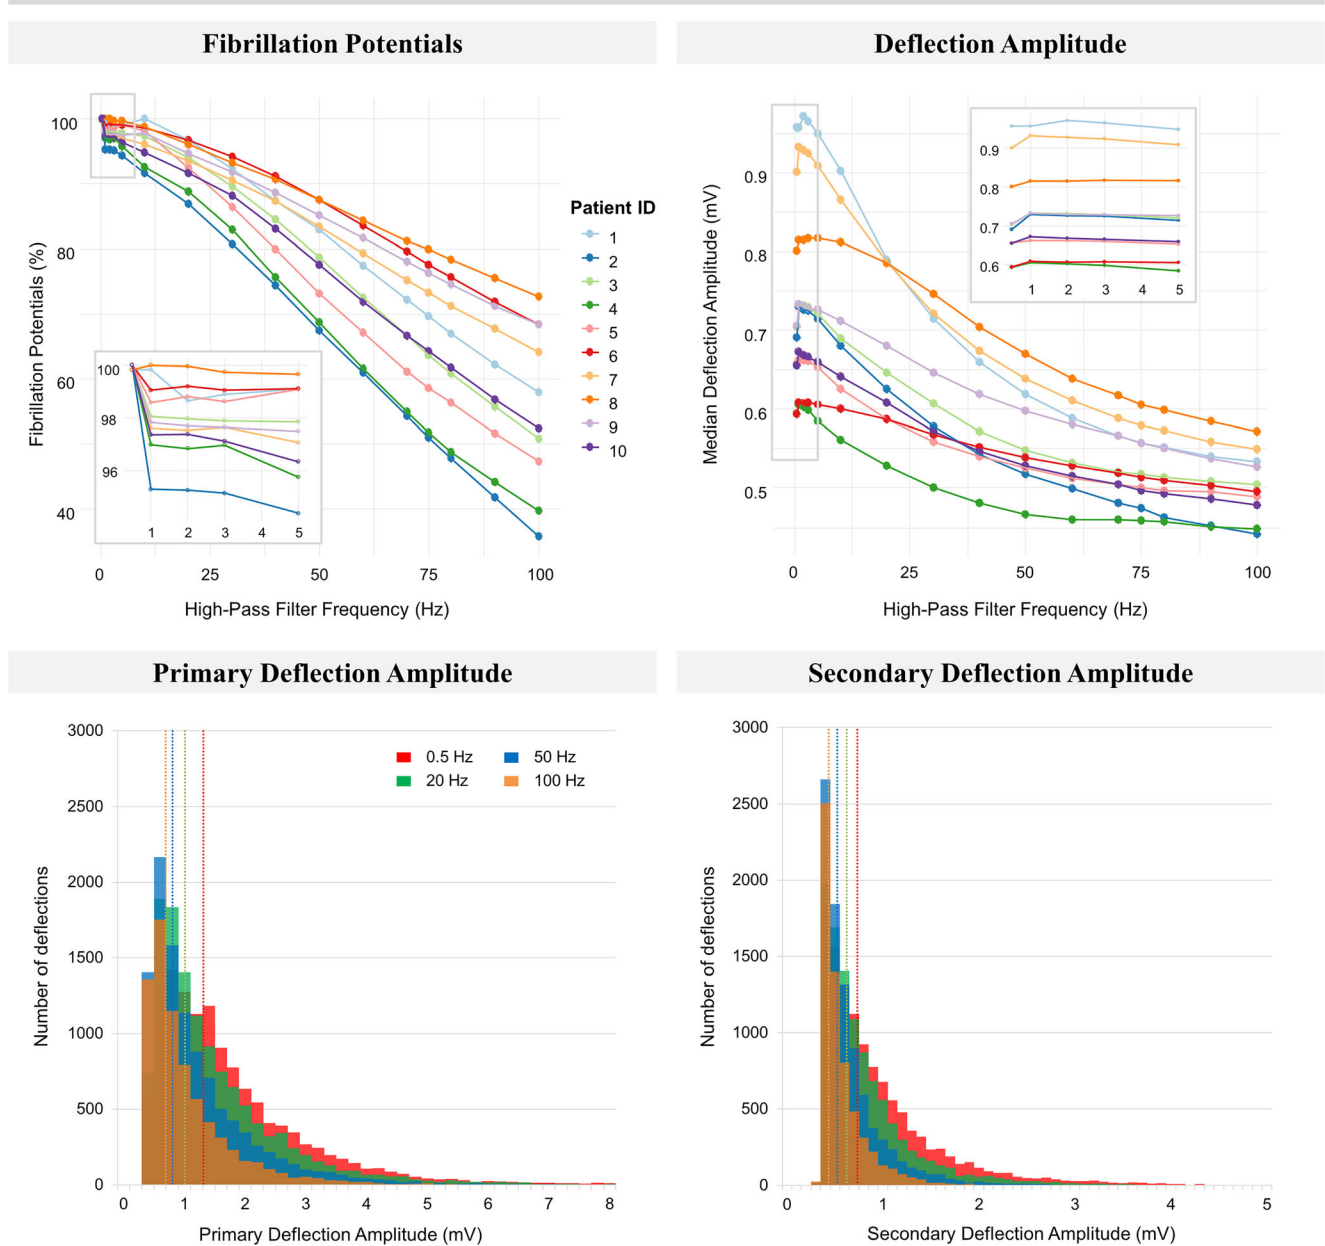 Fibrillation Potentials
Deflection Amplitude
Fibrillation Potentials (%)
100
80
60
40
0 25 50 75 100
High-Pass Filter Frequency (Hz)
100
98
96
1 2 3 4 5
Patient ID
1
2
3
4
5
6
7
8
9
10
Median Deflection Amplitude (mV)
0.9
0.8
0.7
0.6
0.5
0 25 50 75 100
High-Pass Filter Frequency (Hz)
0.9
0.8
0.7
0.6
1 2 3 4 5
Primary Deflection Amplitude
Secondary Deflection Amplitude
Number of deflections
3000
2500
2000
1500
1000
500
0
0 1 2 3 4 5 6 7 8
Primary Deflection Amplitude (mV)
0.5 Hz 50 Hz
20 Hz 100 Hz
Number of deflections
3000
2500
2000
1500
1000
500
0
0 1 2 3 4 5
Secondary Deflection Amplitude (mV)